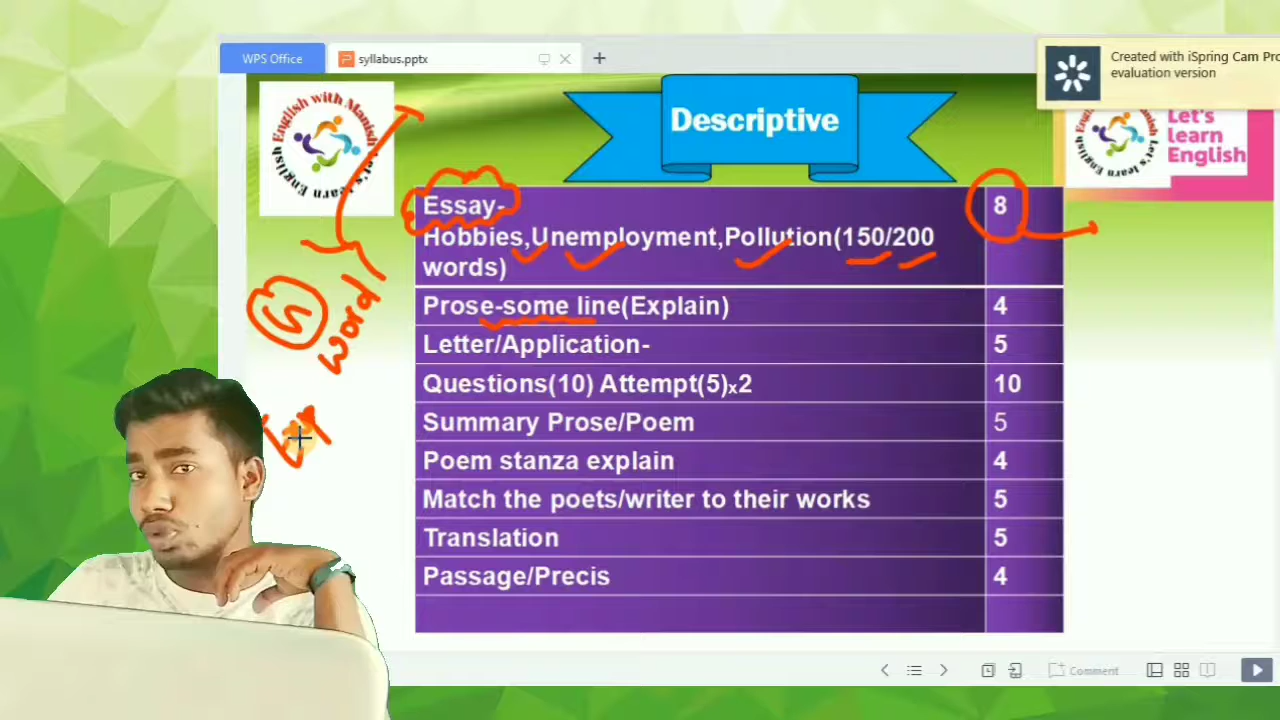 WPS Office
syllabus.pptx
Created with iSpring Cam Pro
evaluation version
English with Manish
Let's learn English
Descriptive
Let's
learn
English
Essay-
Hobbies,Unemployment,Pollution(150/200
words)
8
Prose-some line(Explain)
4
Letter/Application-
5
Questions(10) Attempt(5)x2
10
Summary Prose/Poem
5
Poem stanza explain
4
Match the poets/writer to their works
5
Translation
5
Passage/Precis
4
word
Comment